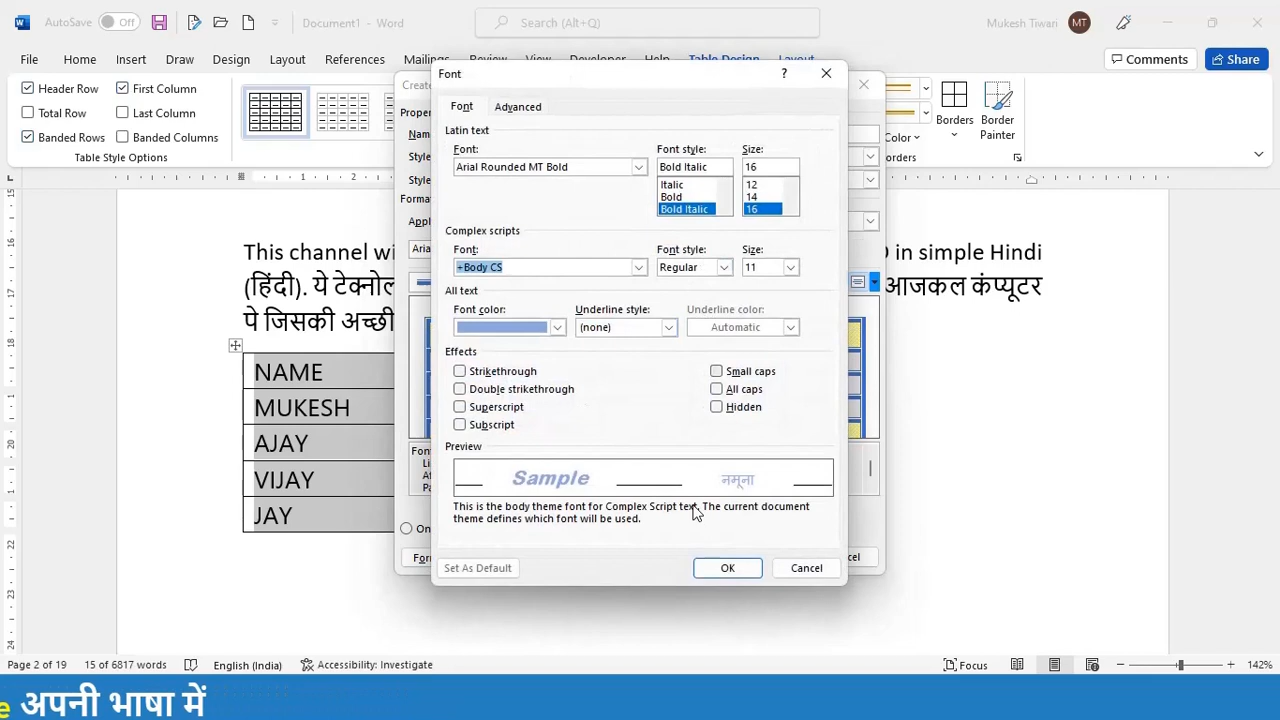 AutoSave Off Document1 - Word Search (Alt+Q) Mukesh Tiwari MT
File Home Insert Draw Design Layout References Mailings Review View Developer Help Table Design Layout Comments Share
Header Row First Column
Total Row Last Column
Banded Rows Banded Columns
Table Style Options
Borders
Border Painter
Font ?
Font Advanced
Latin text
Font: Font style: Size:
Arial Rounded MT Bold Bold Italic 16
Italic 12
Bold 14
Bold Italic 16
Complex scripts
Font: Font style: Size:
+Body CS Regular 11
All text
Font color: Underline style: Underline color:
(none) Automatic
Effects
Strikethrough Small caps
Double strikethrough All caps
Superscript Hidden
Subscript
Preview
Sample नमूना
This is the body theme font for Complex Script text. The current document
theme defines which font will be used.
Set As Default OK Cancel
This channel in simple Hindi
(हिंदी). ये आजकल कंप्यूटर
पे जिसकी
NAME
MUKESH
AJAY
VIJAY
JAY
Page 2 of 19 15 of 6817 words English (India) Accessibility: Investigate Focus 142%
अपनी भाषा में